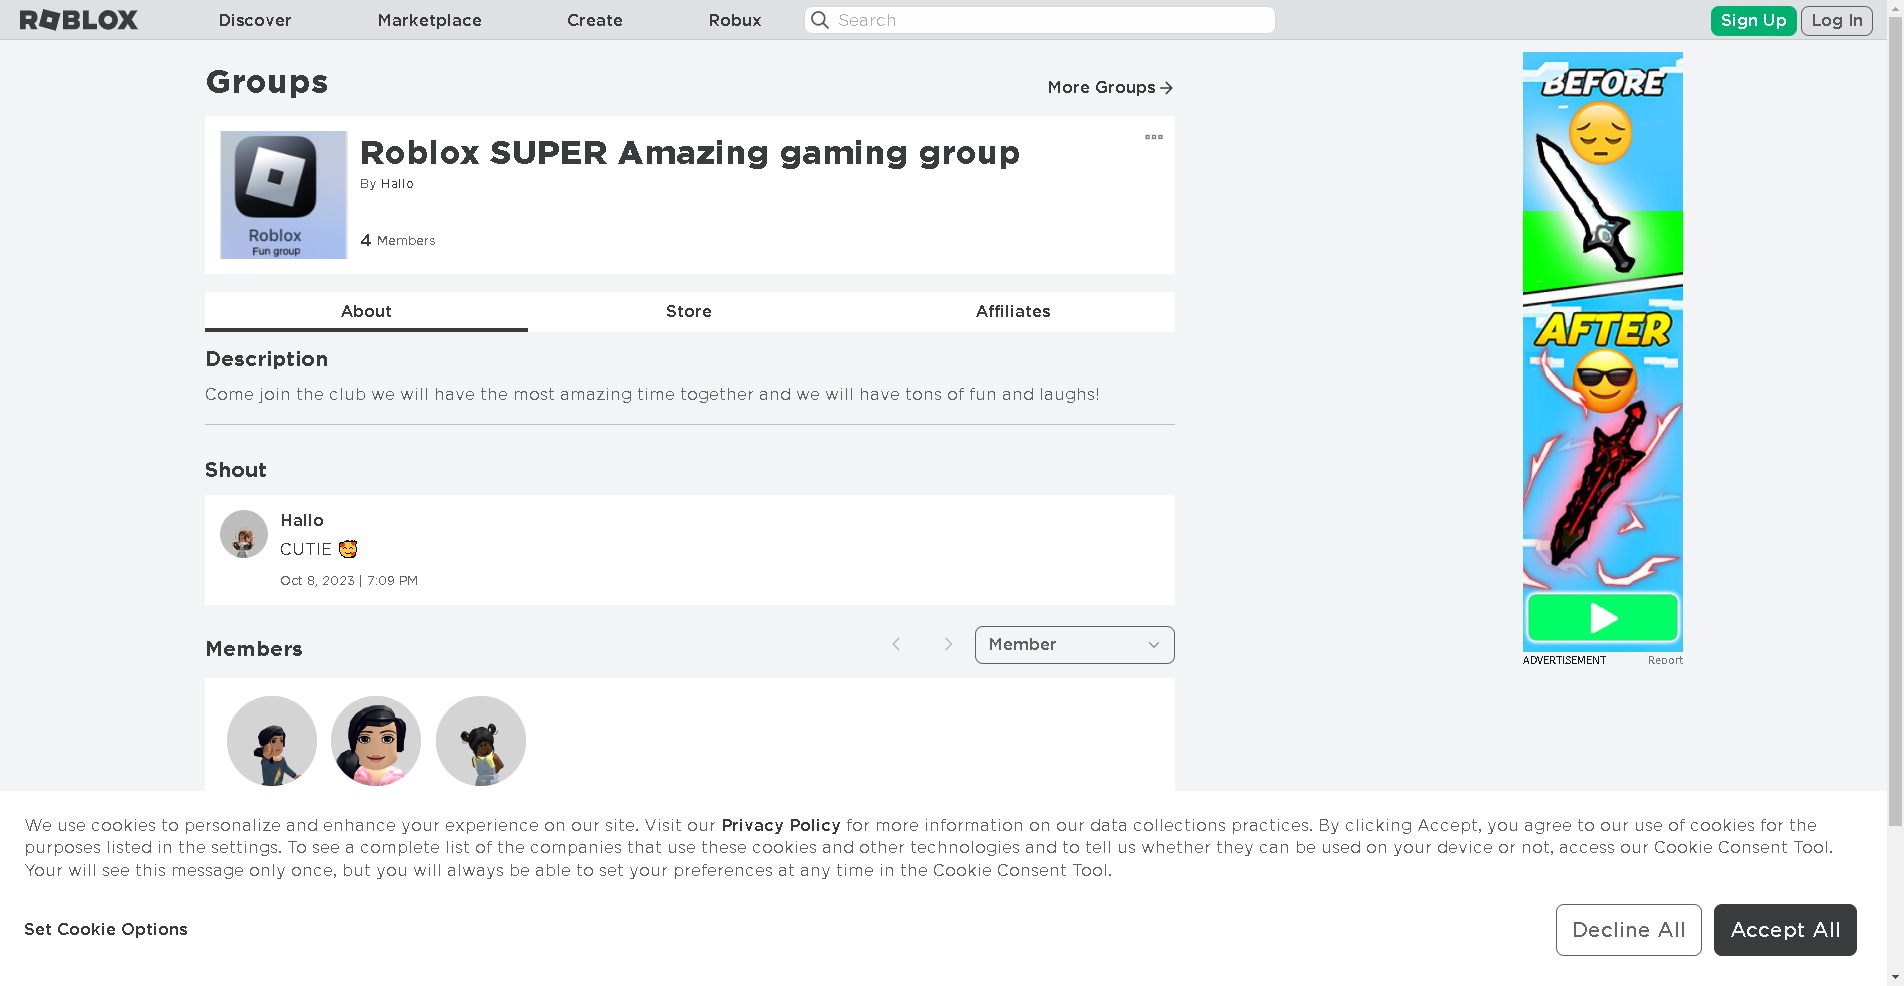 ROBLOX Discover Marketplace Create Robux Search Sign Up Log In
Groups
More Groups
Roblox SUPER Amazing gaming group
By Hallo
4 Members
Roblox
Fun group
About Store Affiliates
Description
Come join the club we will have the most amazing time together and we will have tons of fun and laughs!
Shout
Hallo
CUTIE 🥰
Oct 8, 2023 | 7:09 PM
Members
Member
BEFORE
AFTER
ADVERTISEMENT Report
We use cookies to personalize and enhance your experience on our site. Visit our Privacy Policy for more information on our data collections practices. By clicking Accept, you agree to our use of cookies for the
purposes listed in the settings. To see a complete list of the companies that use these cookies and other technologies and to tell us whether they can be used on your device or not, access our Cookie Consent Tool.
Your will see this message only once, but you will always be able to set your preferences at any time in the Cookie Consent Tool.
Set Cookie Options
Decline All Accept All